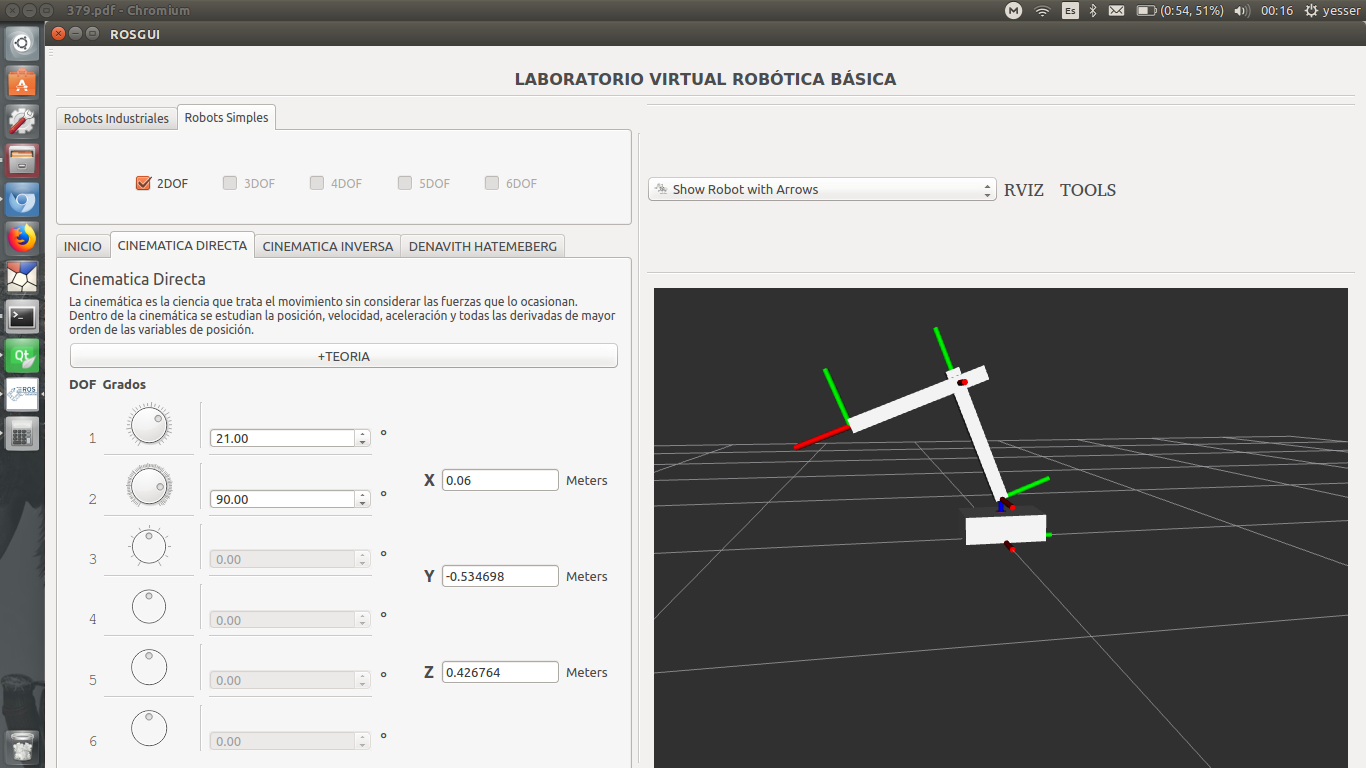 379.pdf - Chromium
M
Es
(0:54, 51%)
00:16
yesser
ROSGUI
LABORATORIO VIRTUAL ROBÓTICA BÁSICA
Robots Industriales
Robots Simples
2DOF
3DOF
4DOF
5DOF
6DOF
Show Robot with Arrows
RVIZ
TOOLS
INICIO
CINEMATICA DIRECTA
CINEMATICA INVERSA
DENAVITH HATEMEBERG
Cinematica Directa
La cinemática es la ciencia que trata el movimiento sin considerar las fuerzas que lo ocasionan.
Dentro de la cinemática se estudian la posición, velocidad, aceleración y todas las derivadas de mayor
orden de las variables de posición.
+TEORIA
DOF Grados
1
21.00
°
2
90.00
°
X
0.06
Meters
3
0.00
°
Y
-0.534698
Meters
4
0.00
°
5
0.00
°
Z
0.426764
Meters
6
0.00
°
Qt
ROS